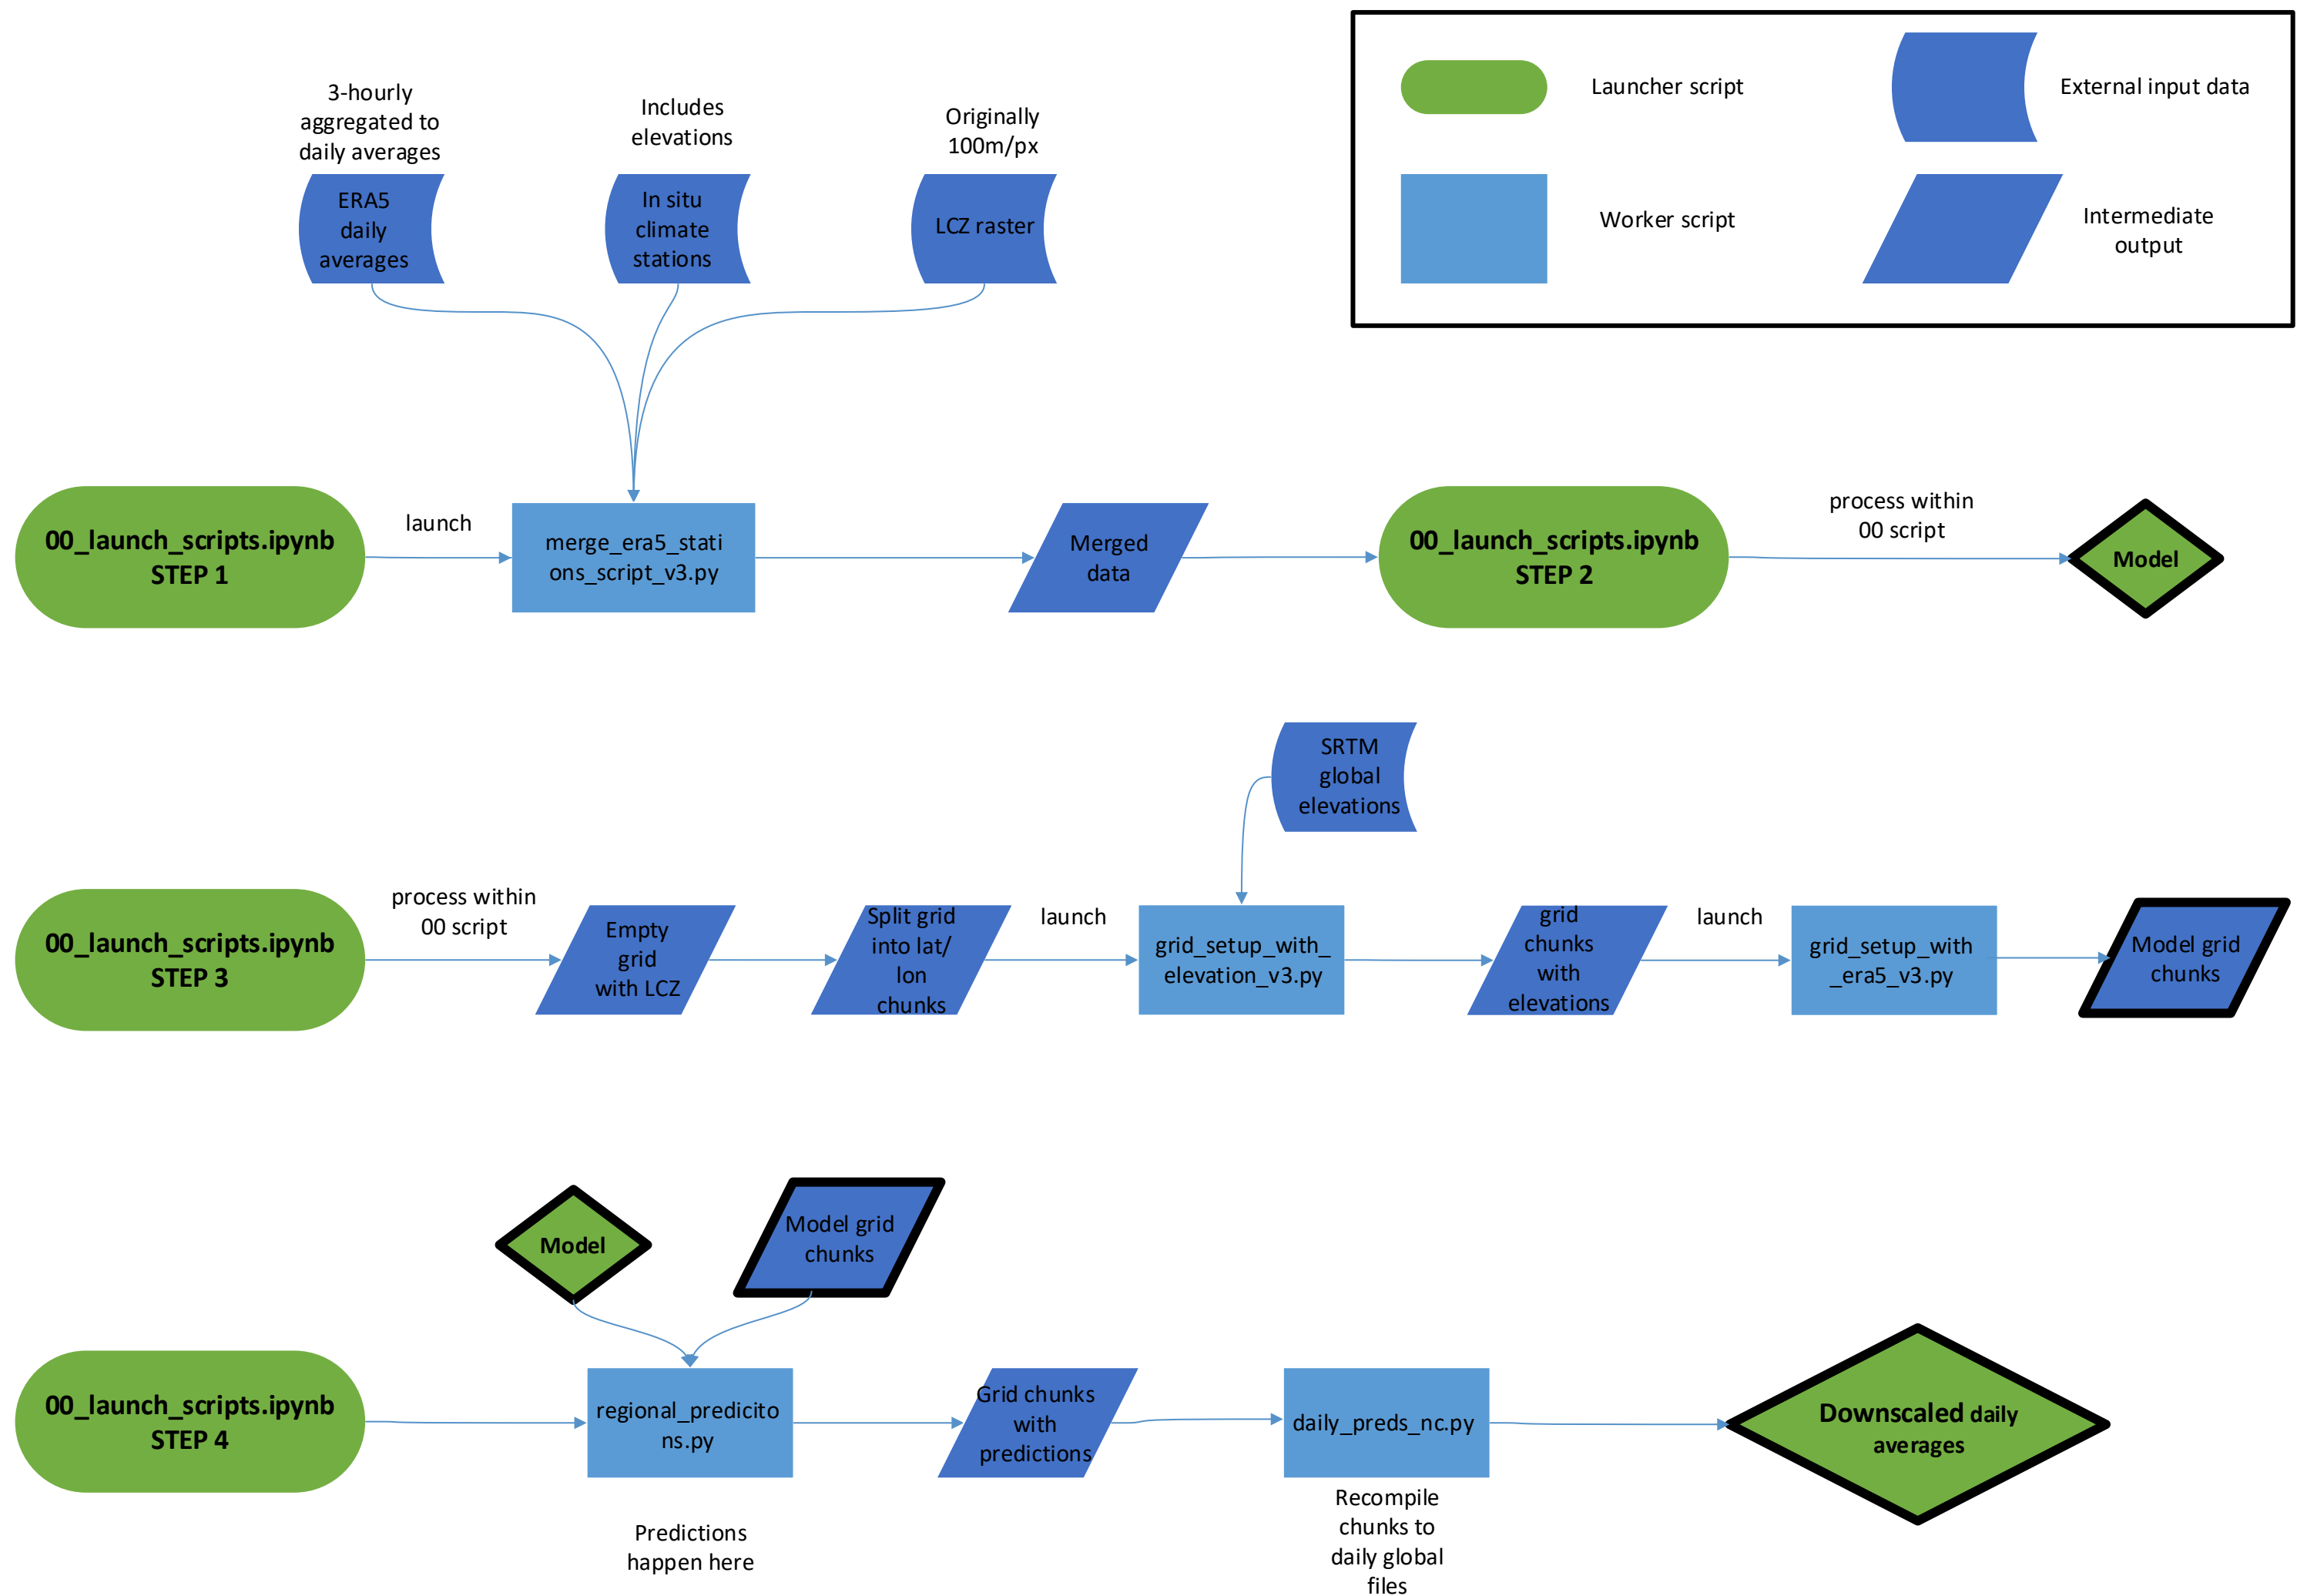 Launcher script
External input data
Worker script
Intermediate
output
3-hourly
aggregated to
daily averages
Includes
elevations
Originally
100m/px
ERA5
daily
averages
In situ
climate
stations
LCZ raster
00_launch_scripts.ipynb
STEP 1
launch
merge_era5_stati
ons_script_v3.py
Merged
data
00_launch_scripts.ipynb
STEP 2
process within
00 script
Model
SRTM
global
elevations
00_launch_scripts.ipynb
STEP 3
process within
00 script
Empty
grid
with LCZ
Split grid
into lat/
lon
chunks
launch
grid_setup_with_
elevation_v3.py
grid
chunks
with
elevations
launch
grid_setup_with
_era5_v3.py
Model grid
chunks
Model
Model grid
chunks
00_launch_scripts.ipynb
STEP 4
regional_predicito
ns.py
Predictions
happen here
Grid chunks
with
predictions
daily_preds_nc.py
Recompile
chunks to
daily global
files
Downscaled daily
averages